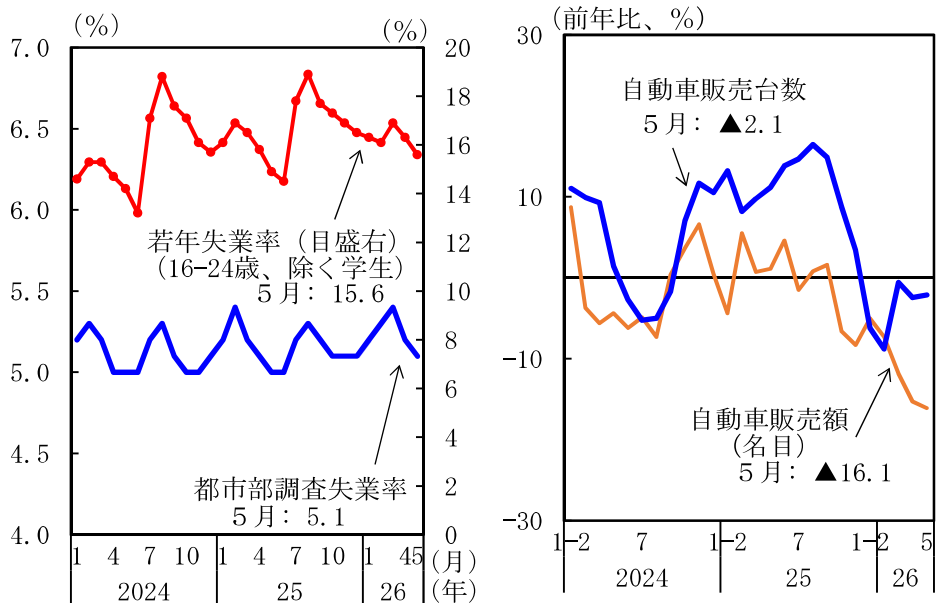 (%)
(%)
7.0
6.5
6.0
5.5
5.0
4.5
4.0
20
18
16
14
12
10
8
6
4
2
0
若年失業率（目盛右）
(16-24歳、除く学生)
５月：15.6
都市部調査失業率
５月：5.1
1 4 7 10 1 4 7 10 1 45 (月)
2024 25 26 (年)
(前年比、%)
30
10
-10
-30
自動車販売台数
５月：▲2.1
自動車販売額
(名目)
５月：▲16.1
1-2 7 1-2 7 1-2 5
2024 25 26